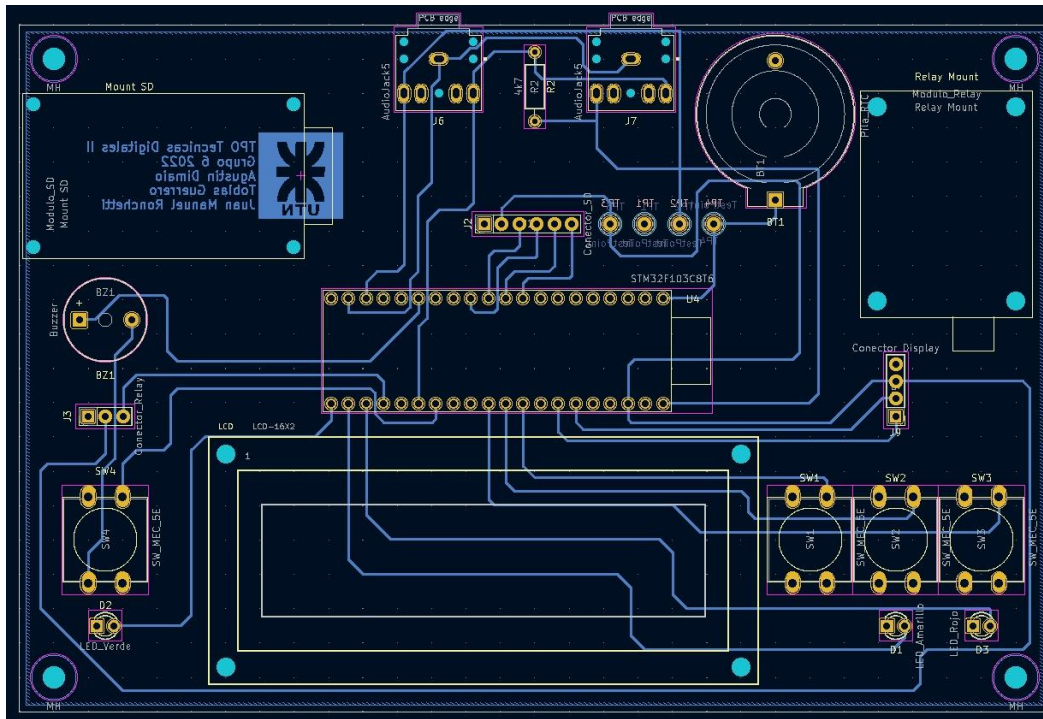 PCB edge
PCB edge
MH
Mount SD
AudioJack5
J6
4k7
R2
R2
AudioJack5
J7
Pila_RTC
BT1
BT1
Relay Mount
Modulo_Relay
Relay Mount
MH
TPO Tecnicas Digitales II
Grupo 6 2022
Agustin Dimaio
Tobias Guerrero
Juan Manuel Ronchetti
UTN
Modulo_SD
Mount SD
J2
Conector_SD
TP3
TP1
TP2
TP4
STM32F103C8T6
U4
BZ1
+
Buzzer
BZ1
J3
Conector_Relay
Conector_Display
J9
LCD
LCD-16X2
1
SW4
SW4
SW_MEC_5E
SW1
SW1
SW_MEC_5E
SW2
SW2
SW_MEC_5E
SW3
SW3
SW_MEC_5E
D2
LED_Verde
D1
LED_Amarillo
LED_Rojo
D3
MH
MH